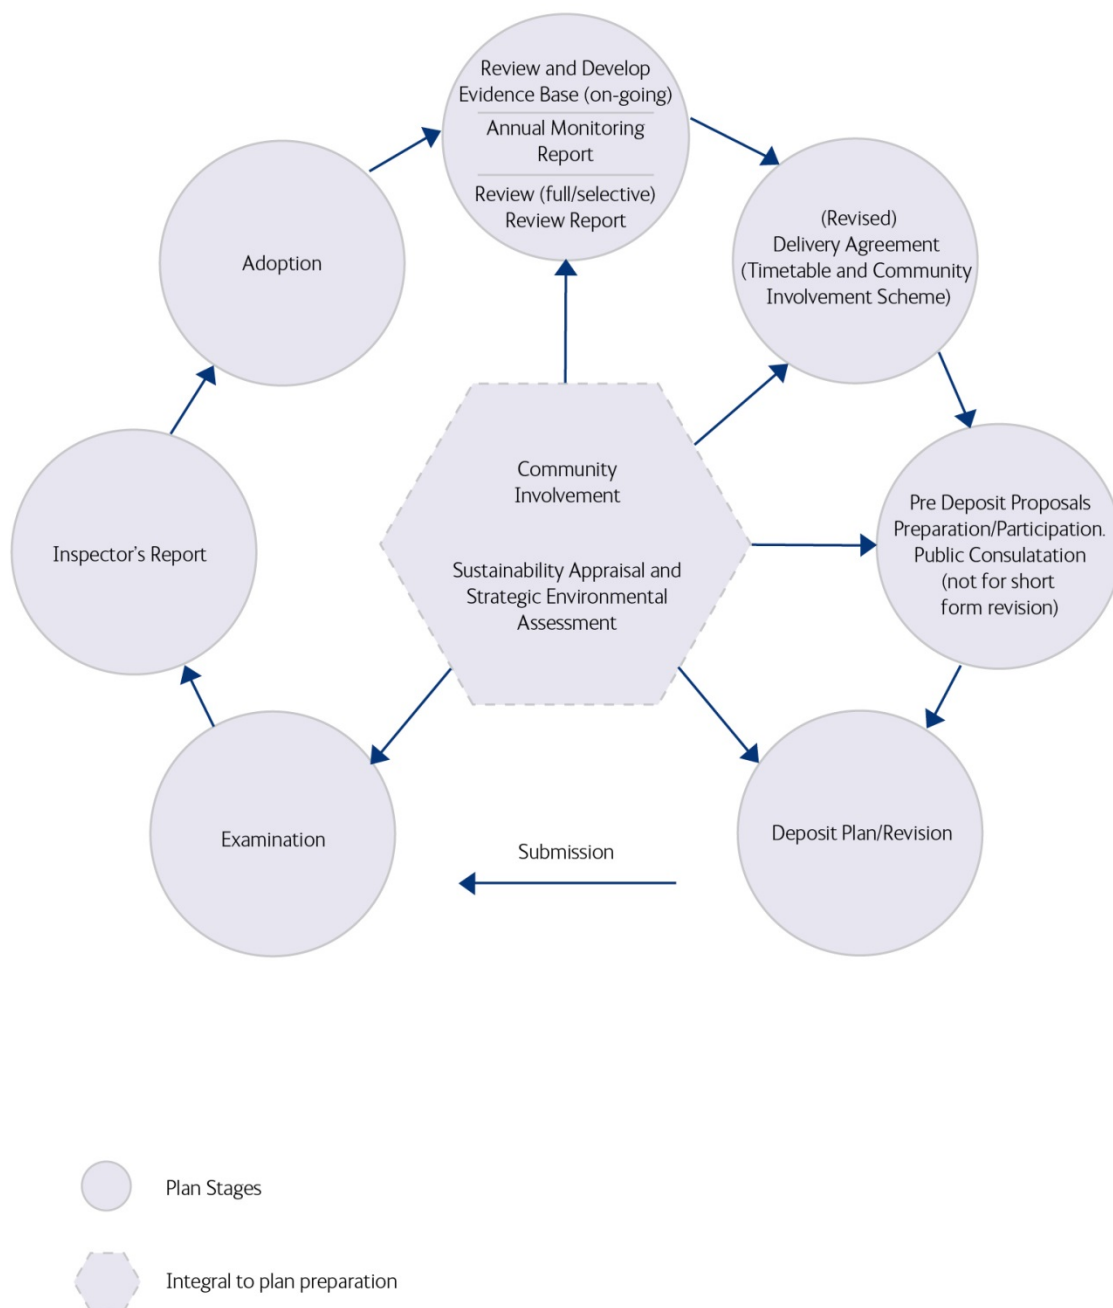 Review and Develop
Evidence Base (on-going)
Annual Monitoring
Report
Review (full/selective)
Review Report
(Revised)
Delivery Agreement
(Timetable and Community
Involvement Scheme)
Adoption
Community
Involvement
Sustainability Appraisal and
Strategic Environmental
Assessment
Pre Deposit Proposals
Preparation/Participation.
Public Consulatation
(not for short
form revision)
Inspector’s Report
Examination
Submission
Deposit Plan/Revision
Plan Stages
Integral to plan preparation